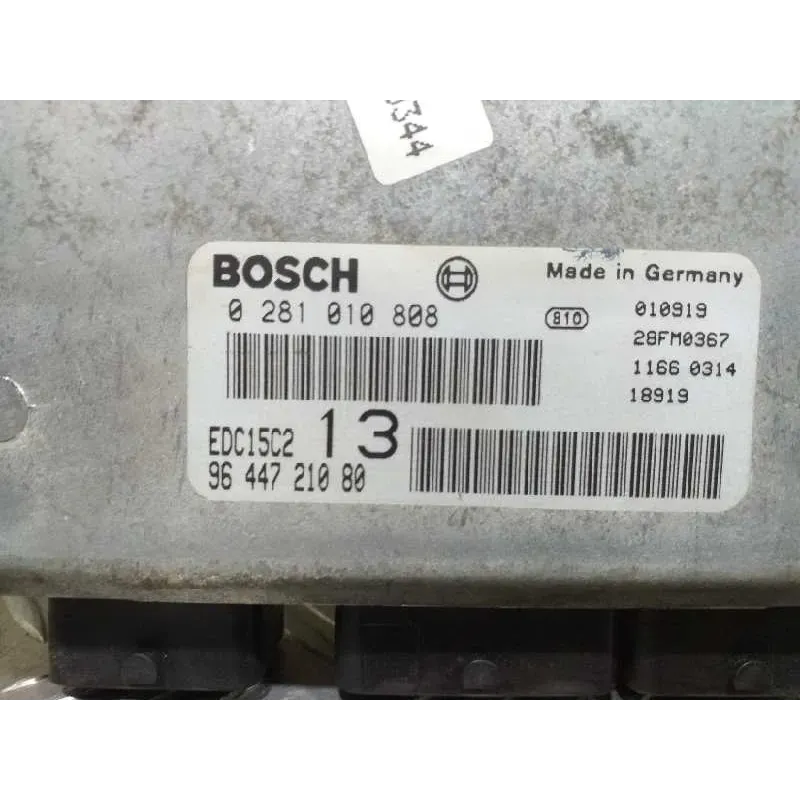 344
BOSCH
Made in Germany
0 281 010 808
810
010919
28FM0367
1166 0314
18919
EDC15C2
13
96 447 210 80